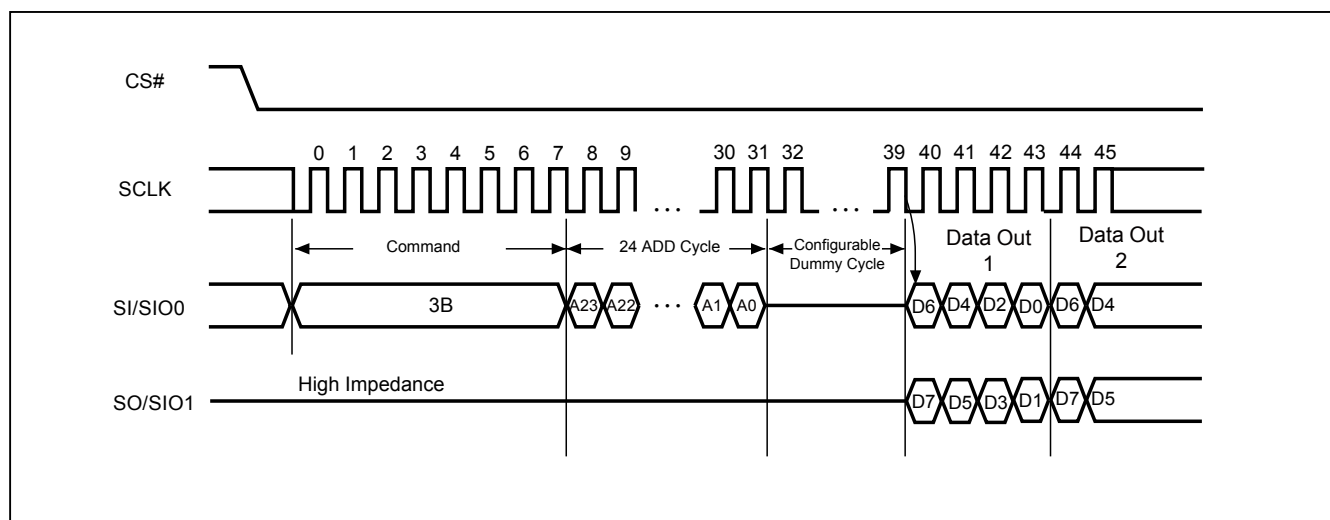 CS#
0 1 2 3 4 5 6 7 8 9 30 31 32 39 40 41 42 43 44 45
SCLK
... ...
Command 24 ADD Cycle Configurable Dummy Cycle Data Out 1 Data Out 2
SI/SIO0 3B A23 A22 ... A1 A0 D6 D4 D2 D0 D6 D4
High Impedance
SO/SIO1 D7 D5 D3 D1 D7 D5